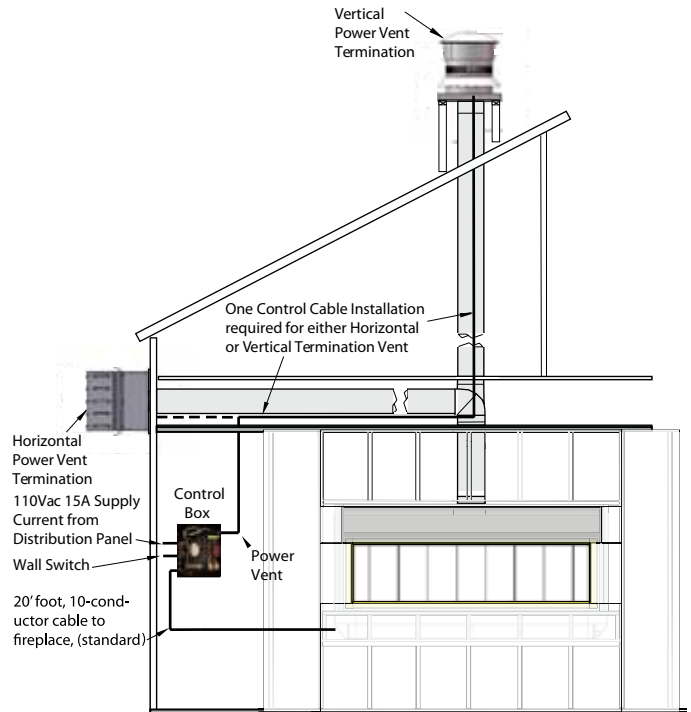 Vertical
Power Vent
Termination
One Control Cable Installation
required for either Horizontal
or Vertical Termination Vent
Horizontal
Power Vent
Termination
110Vac 15A Supply
Current from
Distribution Panel
Control
Box
Wall Switch
Power
Vent
20' foot, 10-cond-
uctor cable to
fireplace, (standard)